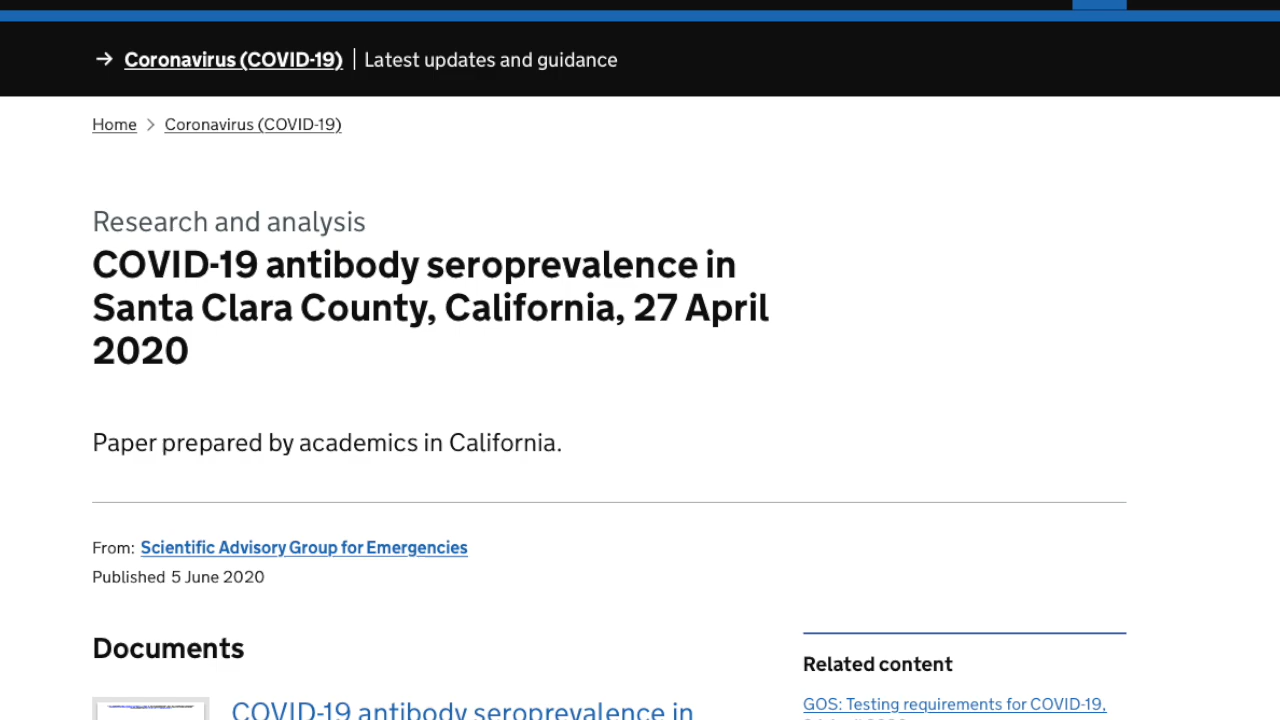 → Coronavirus (COVID-19) | Latest updates and guidance
Home > Coronavirus (COVID-19)
Research and analysis
COVID-19 antibody seroprevalence in
Santa Clara County, California, 27 April
2020
Paper prepared by academics in California.
From: Scientific Advisory Group for Emergencies
Published 5 June 2020
Documents
Related content
COVID-19 antibody seroprevalence in
GOS: Testing requirements for COVID-19,